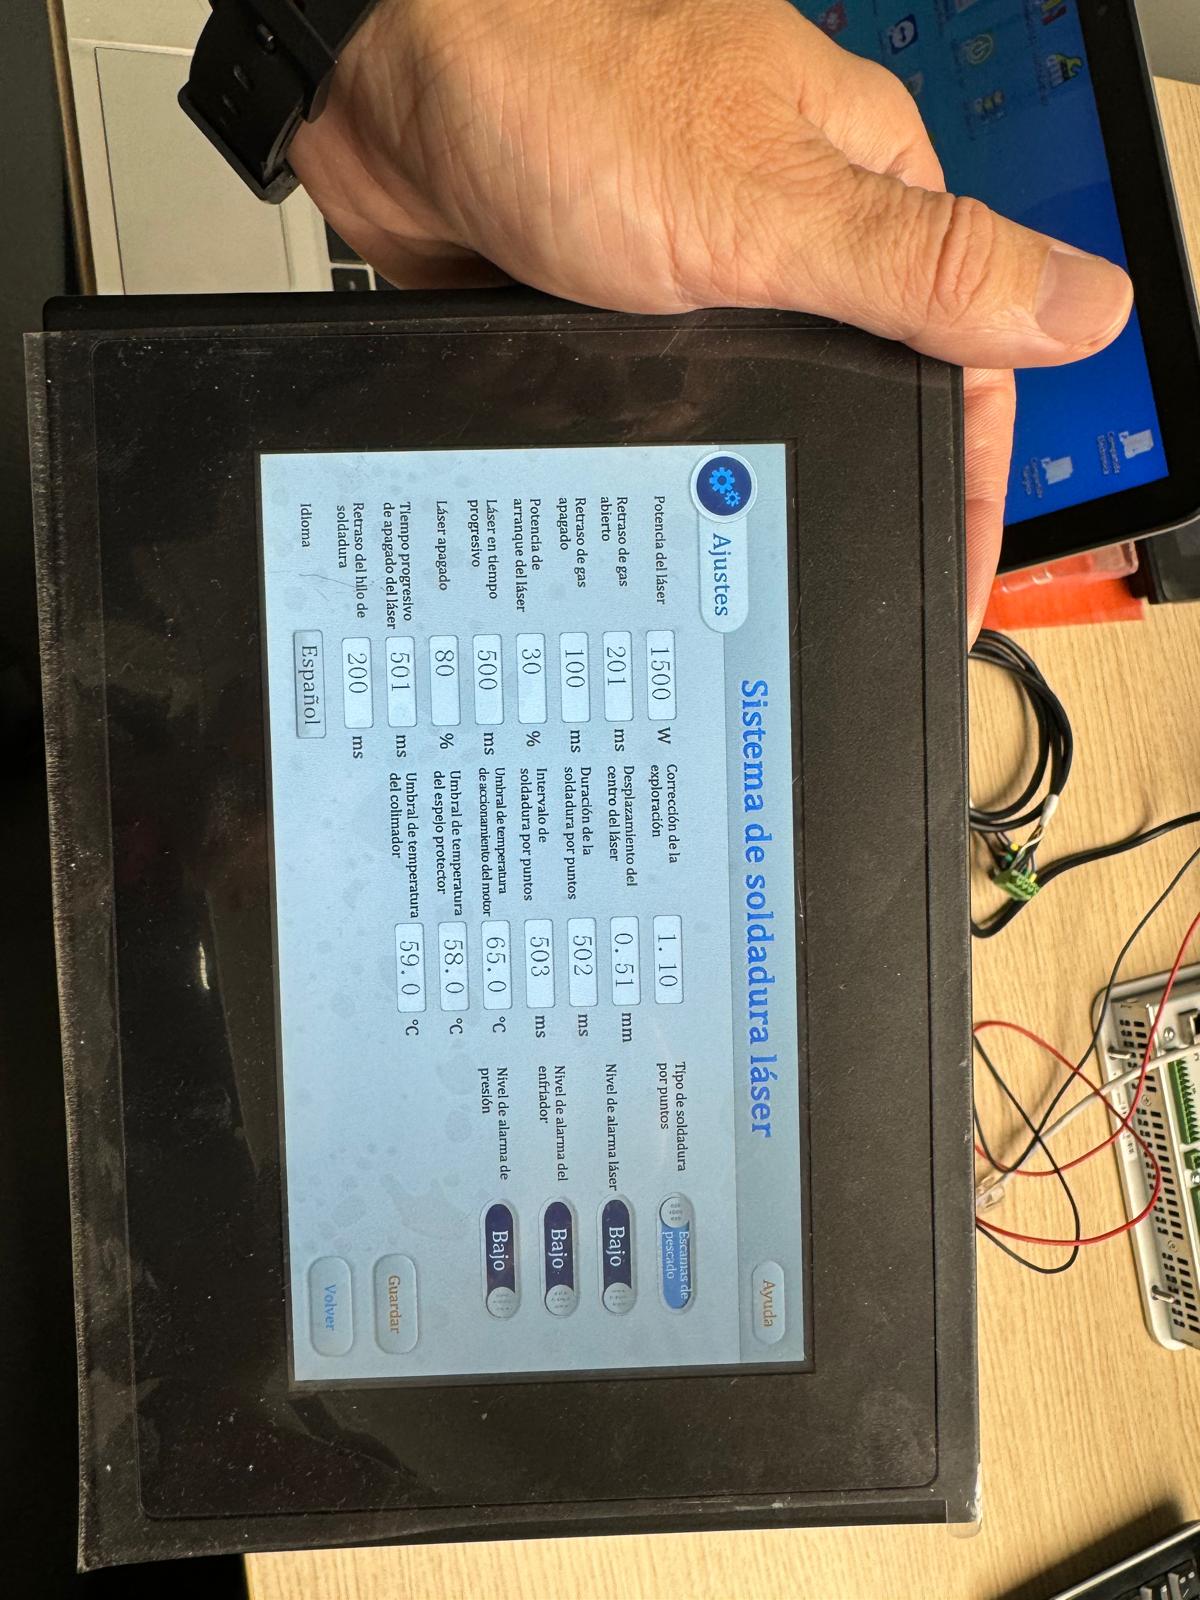 Compartida
Electronica
Compartida
Sistema de soldadura láser
Ayuda
Ajustes
Potencia del láser 1500 W
Retraso de gas
abierto 201 ms
Retraso de gas
apagado 100 ms
Potencia de
arranque del láser 30 %
Láser en tiempo
progresivo 500 ms
Láser apagado 80 %
Tiempo progresivo
de apagado del láser 501 ms
Retraso del hilo de
soldadura 200 ms
Idioma Español
Corrección de la
exploración 1.10
Desplazamiento del
centro del láser 0.51 mm
Duración de la
soldadura por puntos 502 ms
Intervalo de
soldadura por puntos 503 ms
Umbral de temperatura
de accionamiento del motor 65.0 °C
Umbral de temperatura
del espejo protector 58.0 °C
Umbral de temperatura
del colimador 59.0 °C
Tipo de soldadura
por puntos
Escamas de
pescado
Nivel de alarma láser Bajo
Nivel de alarma del
enfriador Bajo
Nivel de alarma de
presión Bajo
Guardar
Volver